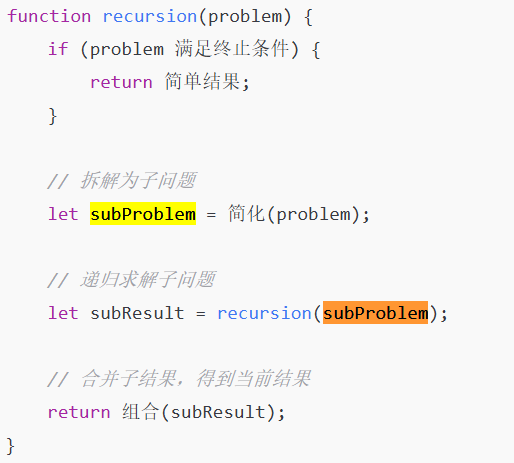 function recursion(problem) {
    if (problem 满足终止条件) {
        return 简单结果;
    }
    // 拆解为子问题
    let subProblem = 简化(problem);
    // 递归求解子问题
    let subResult = recursion(subProblem);
    // 合并子结果，得到当前结果
    return 组合(subResult);
}